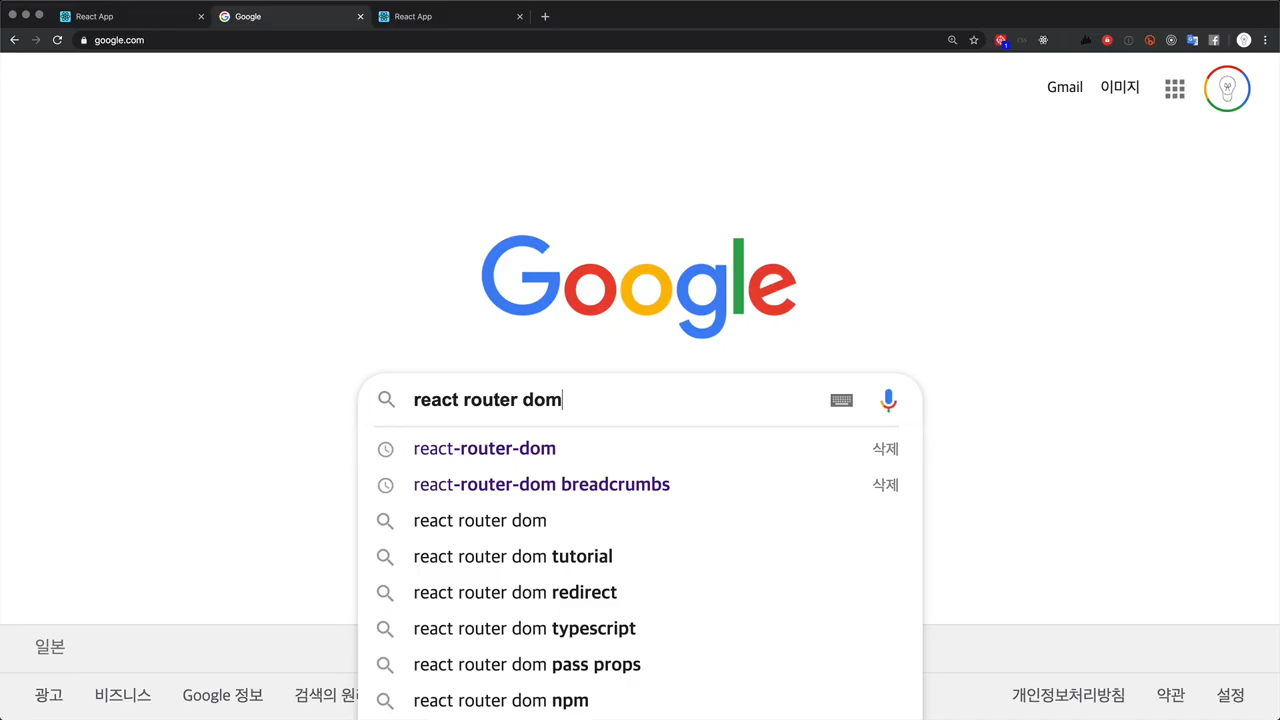 React App
Google
React App
google.com
Gmail 이미지
Google
react router dom
react-router-dom 삭제
react-router-dom breadcrumbs 삭제
react router dom
react router dom tutorial
react router dom redirect
react router dom typescript
react router dom pass props
react router dom npm
일본
광고 비즈니스 Google 정보 검색의 개인정보처리방침 약관 설정